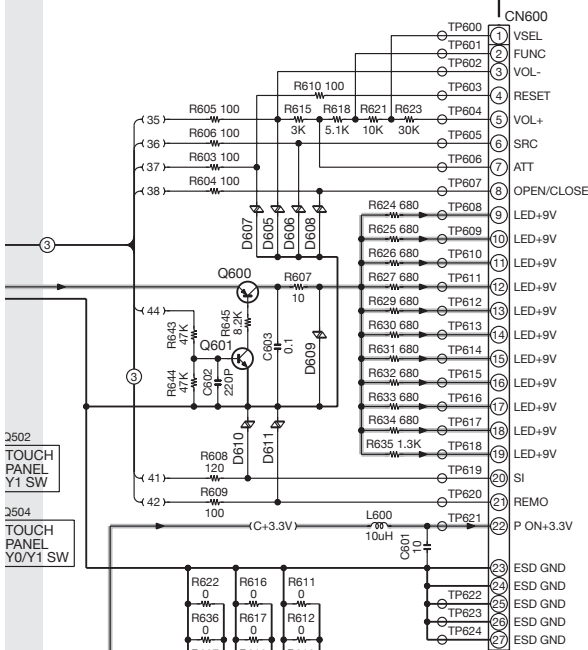 CN600
TP600 1 VSEL
TP601 2 FUNC
TP602 3 VOL-
R610 100 TP603 4 RESET
35 R605 100 R615 3K R618 5.1K R621 10K R623 30K TP604 5 VOL+
36 R606 100 TP605 6 SRC
37 R603 100 TP606 7 ATT
38 R604 100 TP607 8 OPEN/CLOSE
D607 D605 D606 D608
R624 680 TP608 9 LED+9V
R625 680 TP609 10 LED+9V
R626 680 TP610 11 LED+9V
3
Q600 R607 10 R627 680 TP611 12 LED+9V
R629 680 TP612 13 LED+9V
44 R643 47K R645 8.2K R630 680 TP613 14 LED+9V
Q601 C603 0.1 D609
R631 680 TP614 15 LED+9V
3 R644 47K C602 220P R632 680 TP615 16 LED+9V
R633 680 TP616 17 LED+9V
R634 680 TP617 18 LED+9V
D610 D611 R635 1.3K TP618 19 LED+9V
Q502
TOUCH
PANEL
Y1 SW
41 R608 120 TP619 20 SI
42 R609 100 TP620 21 REMO
Q504
TOUCH
PANEL
Y0/Y1 SW
(C+3.3V) L600 10uH TP621 22 P ON+3.3V
C601 10
23 ESD GND
24 ESD GND
R622 0 R616 0 R611 0
TP622 25 ESD GND
R636 0 R617 0 R612 0
TP623 26 ESD GND
TP624 27 ESD GND